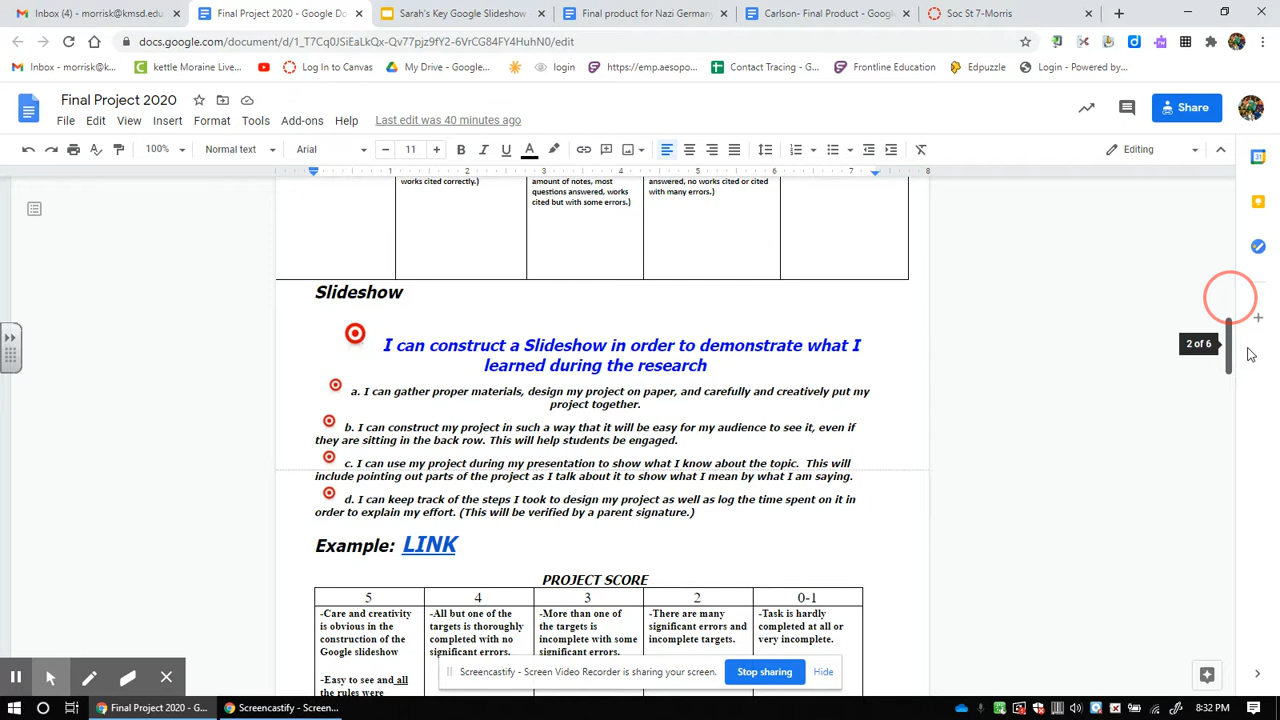 Inbox (4) - morrisk@kmsd.edu
Final Project 2020 - Google Do
Sarah's Key Google Slideshow
Final product for Nazi Germany
Carlson- Final Product - Googl
Soc St 7-Morris
docs.google.com/document/d/1_T7Cq0JSiEaLkQx-Qv77pjz9fY2-6VrCG84FY4HuhN0/edit
Inbox - morrisk@k...
kettle Moraine Live...
Log In to Canvas
My Drive - Google...
login
https://emp.aesopo...
Contact Tracing - G...
Frontline Education
Edpuzzle
Login - Powered by...
Final Project 2020
File Edit View Insert Format Tools Add-ons Help Last edit was 40 minutes ago
Share
100% Normal text Arial 11 Editing
1 2 3 4 5 6 7 8
works cited correctly.)
amount of notes, most
questions answered, works
cited but with some errors.)
answered, no works cited or cited
with many errors.)
Slideshow
I can construct a Slideshow in order to demonstrate what I
learned during the research
a. I can gather proper materials, design my project on paper, and carefully and creatively put my
project together.
b. I can construct my project in such a way that it will be easy for my audience to see it, even if
they are sitting in the back row. This will help students be engaged.
c. I can use my project during my presentation to show what I know about the topic. This will
include pointing out parts of the project as I talk about it to show what I mean by what I am saying.
d. I can keep track of the steps I took to design my project as well as log the time spent on it in
order to explain my effort. (This will be verified by a parent signature.)
Example: LINK
PROJECT SCORE
5 4 3 2 0-1
-Care and creativity
is obvious in the
construction of the
Google slideshow
-Easy to see and all
the rules were
-All but one of the
targets is thoroughly
completed with no
significant errors.
-More than one of
the targets is
incomplete with some
significant errors.
-There are many
significant errors and
incomplete targets.
-Task is hardly
completed at all or
very incomplete.
2 of 6
Screencastify - Screen Video Recorder is sharing your screen.
Stop sharing
Hide
Final Project 2020 - G...
Screencastify - Screen...
8:32 PM